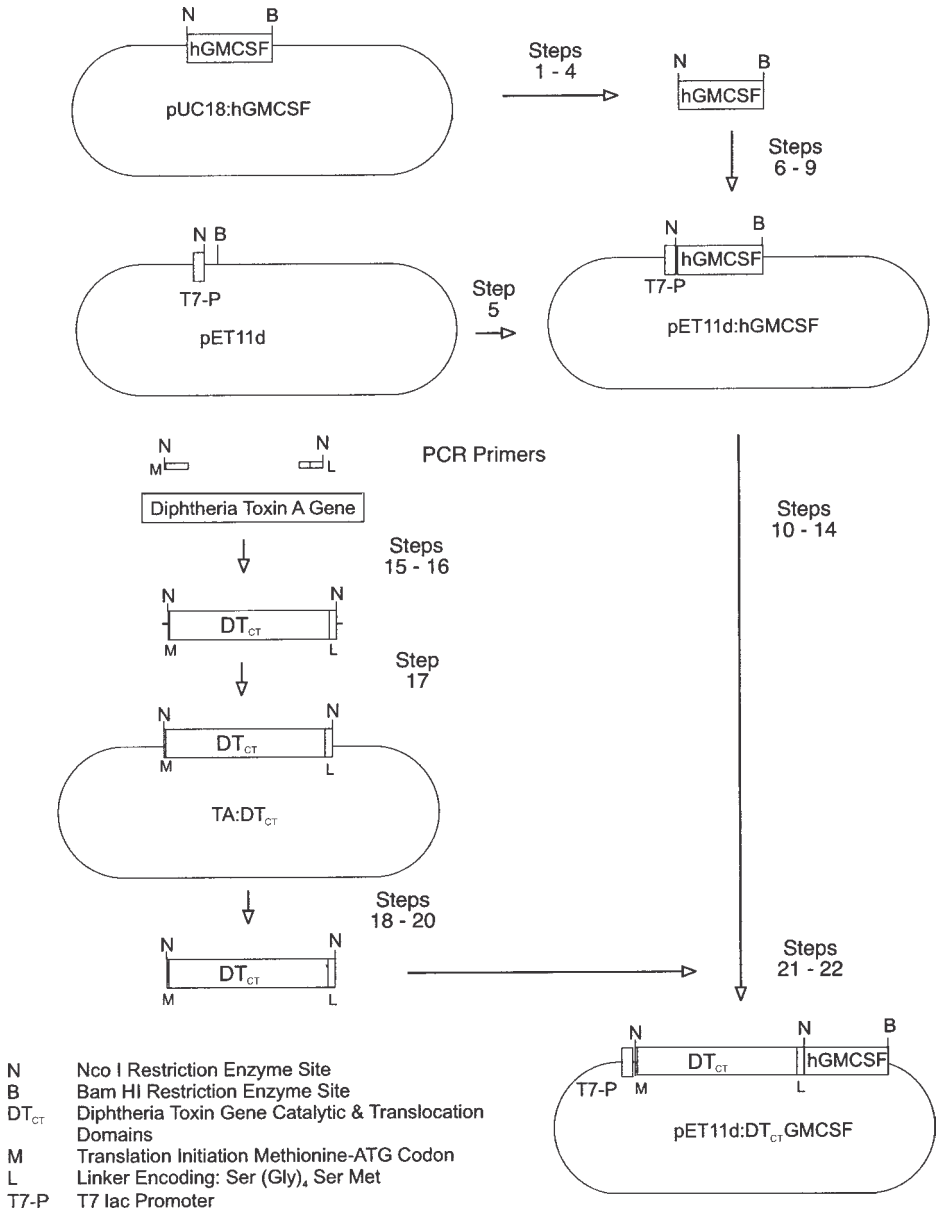 N B
hGMCSF
pUC18:hGMCSF
Steps
1 - 4
N B
hGMCSF
Steps
6 - 9
N B
T7-P
pET11d
Step
5
N B
hGMCSF
T7-P
pET11d:hGMCSF
N N
M L
PCR Primers
Diphtheria Toxin A Gene
Steps
15 - 16
Steps
10 - 14
N N
DTCT
M L
Step
17
N N
DTCT
M L
TA:DTCT
Steps
18 - 20
N N
DTCT
M L
Steps
21 - 22
N N B
DTCT hGMCSF
T7-P M L
pET11d:DTCTGMCSF
N Nco I Restriction Enzyme Site
B Bam HI Restriction Enzyme Site
DTCT Diphtheria Toxin Gene Catalytic & Translocation
Domains
M Translation Initiation Methionine-ATG Codon
L Linker Encoding: Ser (Gly)4 Ser Met
T7-P T7 lac Promoter